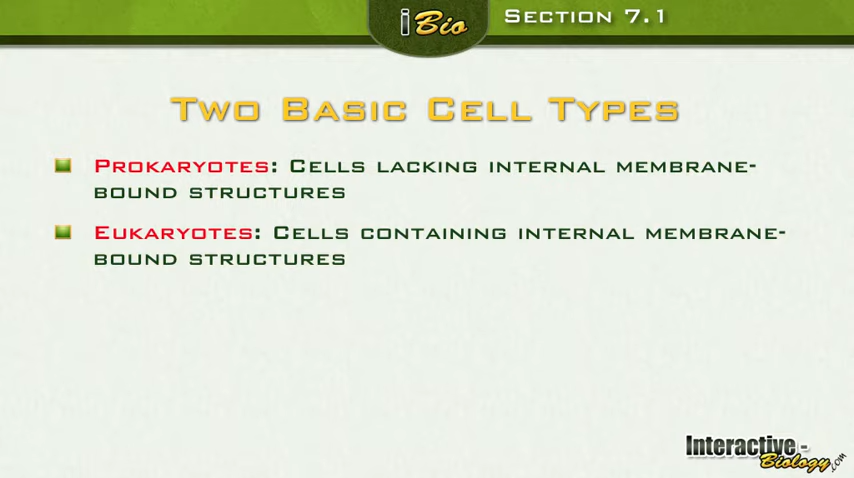 iBio
Section 7.1
Two Basic Cell Types
Prokaryotes: Cells lacking internal membrane-
bound structures
Eukaryotes: Cells containing internal membrane-
bound structures
Interactive-
Biology.com